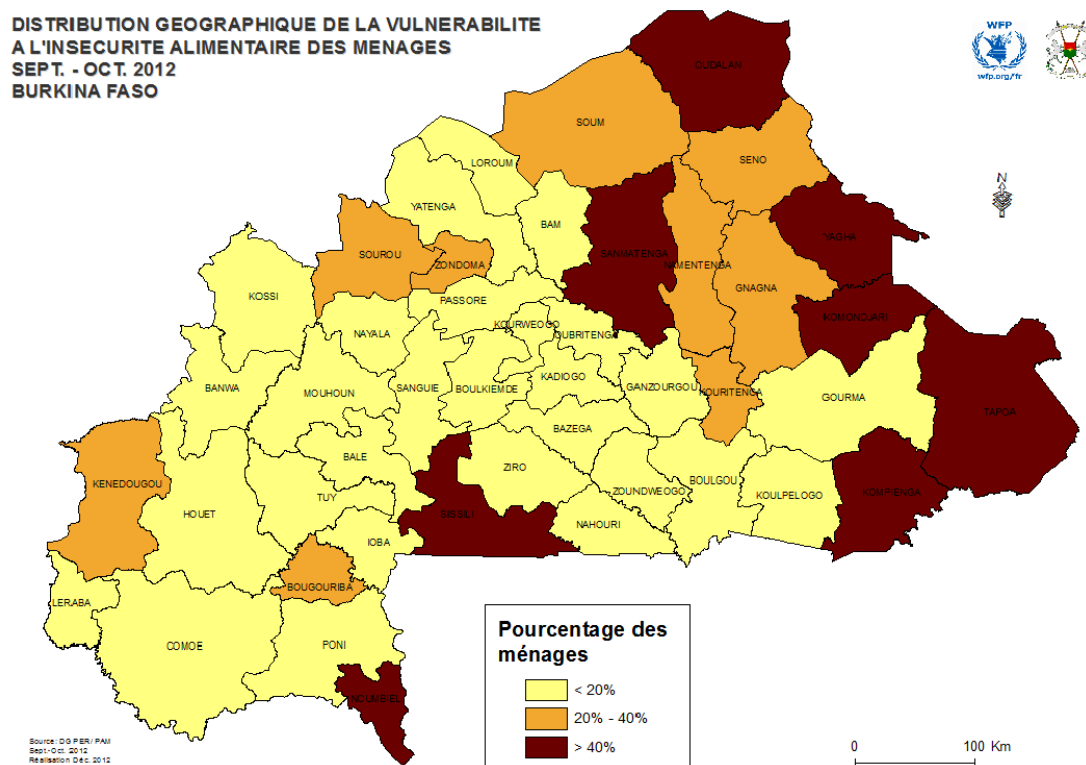 DISTRIBUTION GEOGRAPHIQUE DE LA VULNERABILITE
A L'INSECURITE ALIMENTAIRE DES MENAGES
SEPT. - OCT. 2012
BURKINA FASO
WFP
wfp.org/fr
OUDALAN
SOUM
SENO
LOROUM
YATENGA
BAM
SANMATENGA
NAMENTENGA
YAGHA
SOUROU
ZONDOMA
GNAGNA
N
KOSSI
PASSORE
KOMONDJARI
KOURWEOGO
OUBRITENGA
NAYALA
BANWA
MOUHOUN
SANGUIE
BOULKIEMDE
KADIOGO
GANZOURGOU
KOURITENGA
GOURMA
TAPOA
BAZEGA
KENEDOUGOU
BALE
ZIRO
BOULGOU
ZOUNDWEOGO
KOULPELOGO
KOMPIENGA
HOUET
TUY
SISSILI
NAHOURI
IOBA
BOUGOURIBA
LERABA
COMOE
PONI
NOUMBIEL
Pourcentage des
ménages
< 20%
20% - 40%
> 40%
Source: DGPER/ PAM
Sept.-Oct. 2012
Réalisation Déc. 2012
0 100 Km